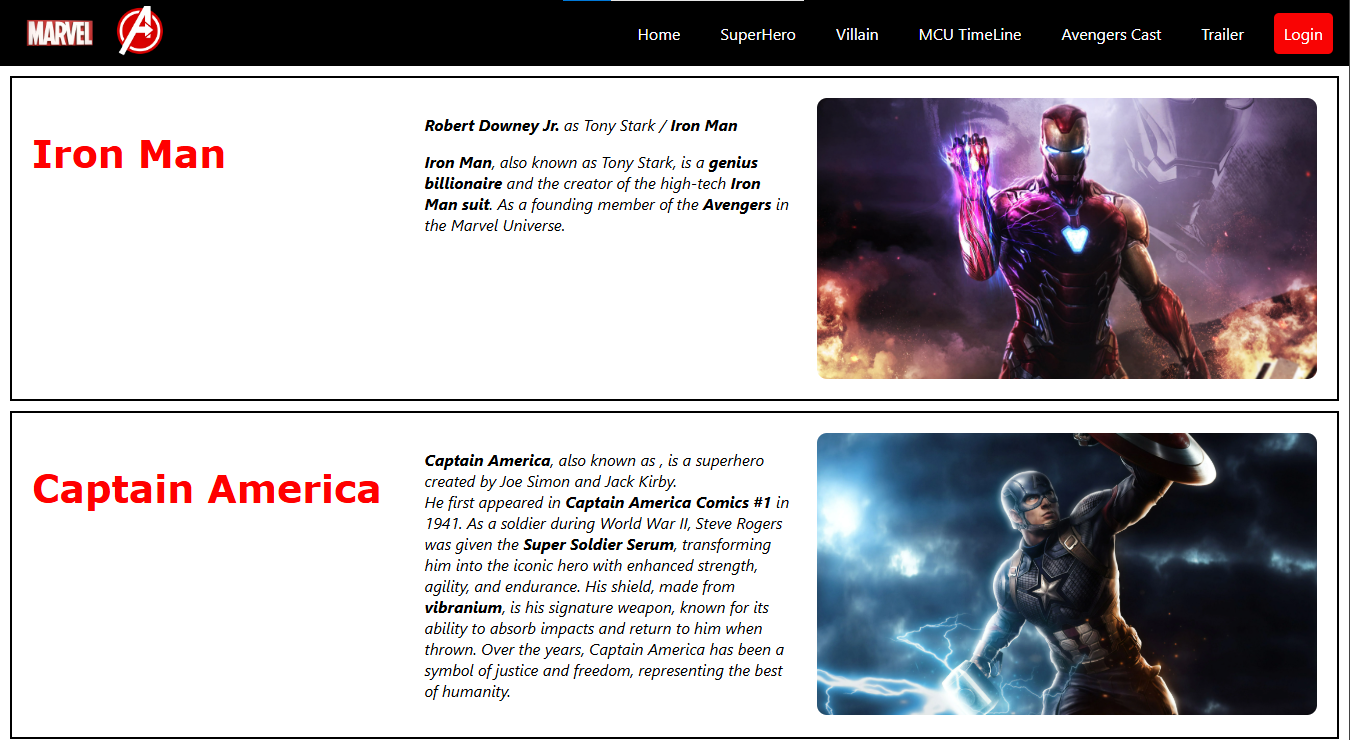 MARVEL
Home SuperHero Villain MCU TimeLine Avengers Cast Trailer Login
Iron Man
Robert Downey Jr. as Tony Stark / Iron Man
Iron Man, also known as Tony Stark, is a genius
billionaire and the creator of the high-tech Iron
Man suit. As a founding member of the Avengers in
the Marvel Universe.
Captain America
Captain America, also known as , is a superhero
created by Joe Simon and Jack Kirby.
He first appeared in Captain America Comics #1 in
1941. As a soldier during World War II, Steve Rogers
was given the Super Soldier Serum, transforming
him into the iconic hero with enhanced strength,
agility, and endurance. His shield, made from
vibranium, is his signature weapon, known for its
ability to absorb impacts and return to him when
thrown. Over the years, Captain America has been a
symbol of justice and freedom, representing the best
of humanity.